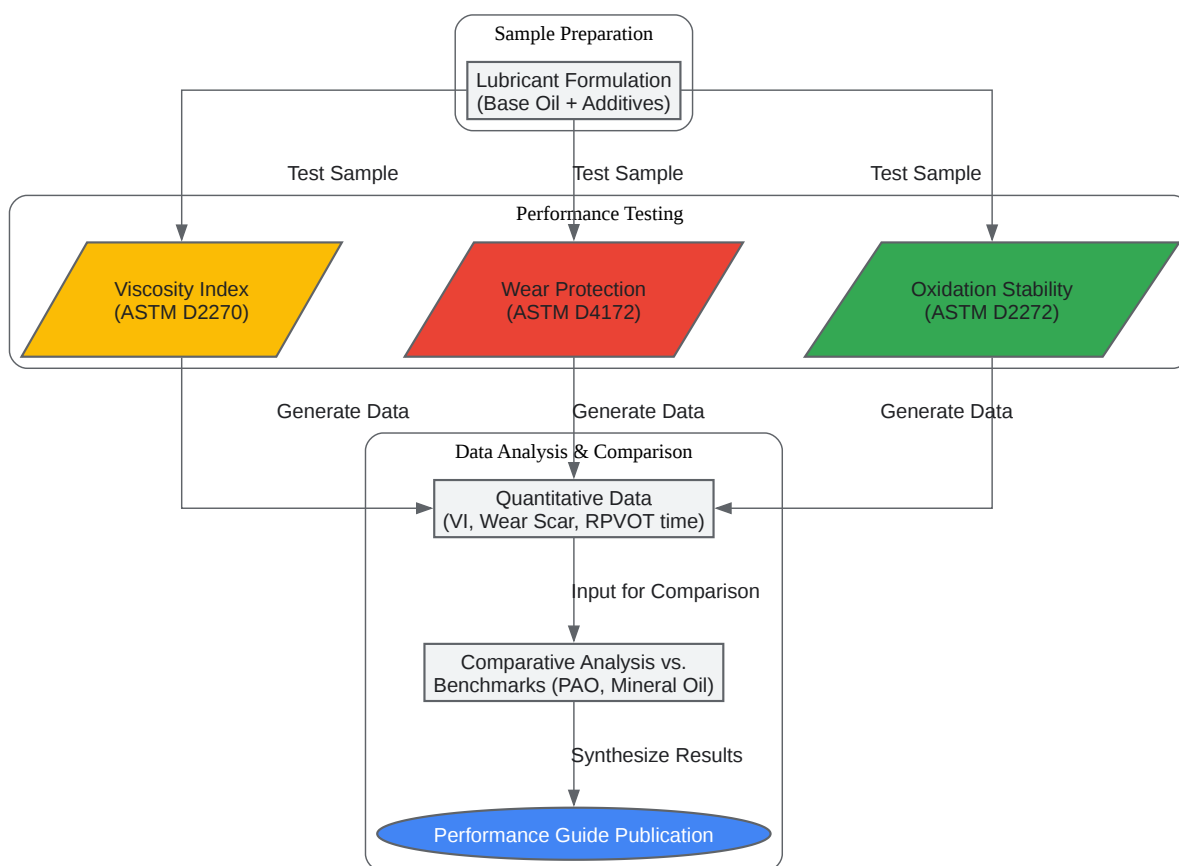 Sample Preparation
Lubricant Formulation
(Base Oil + Additives)
Test Sample
Test Sample
Test Sample
Performance Testing
Viscosity Index
(ASTM D2270)
Wear Protection
(ASTM D4172)
Oxidation Stability
(ASTM D2272)
Generate Data
Generate Data
Generate Data
Data Analysis & Comparison
Quantitative Data
(VI, Wear Scar, RPVOT time)
Input for Comparison
Comparative Analysis vs.
Benchmarks (PAO, Mineral Oil)
Synthesize Results
Performance Guide Publication